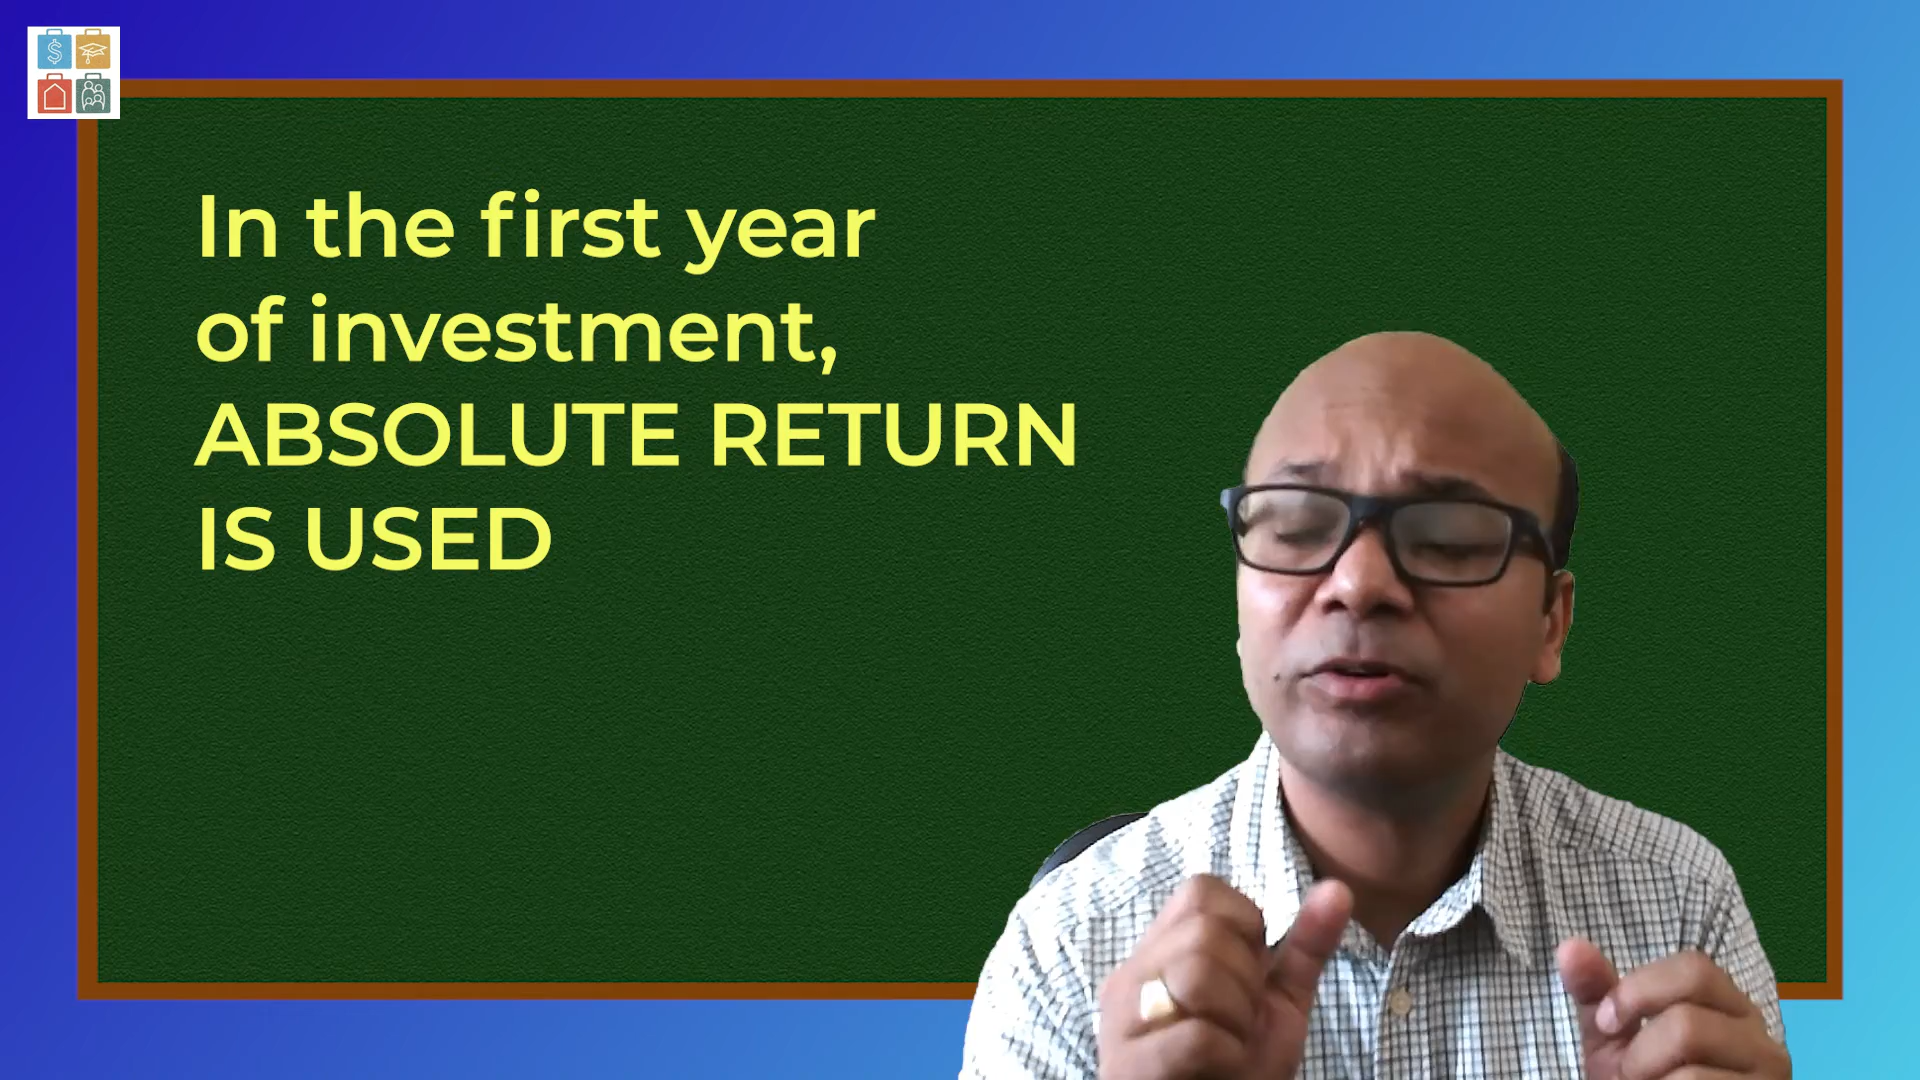 In the first year
of investment,
ABSOLUTE RETURN
IS USED